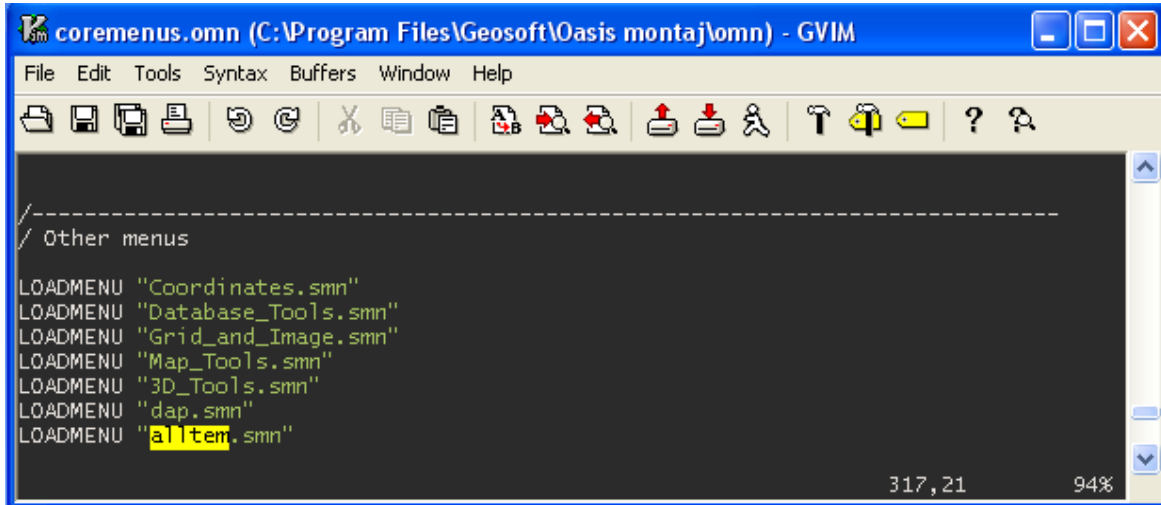 coremenus.omn (C:\Program Files\Geosoft\Oasis montaj\omn) - GVIM
File Edit Tools Syntax Buffers Window Help
/------------------------------------------------------------------------------
/ Other menus
LOADMENU "Coordinates.smn"
LOADMENU "Database_Tools.smn"
LOADMENU "Grid_and_Image.smn"
LOADMENU "Map_Tools.smn"
LOADMENU "3D_Tools.smn"
LOADMENU "dap.smn"
LOADMENU "alltem.smn"
317,21 94%